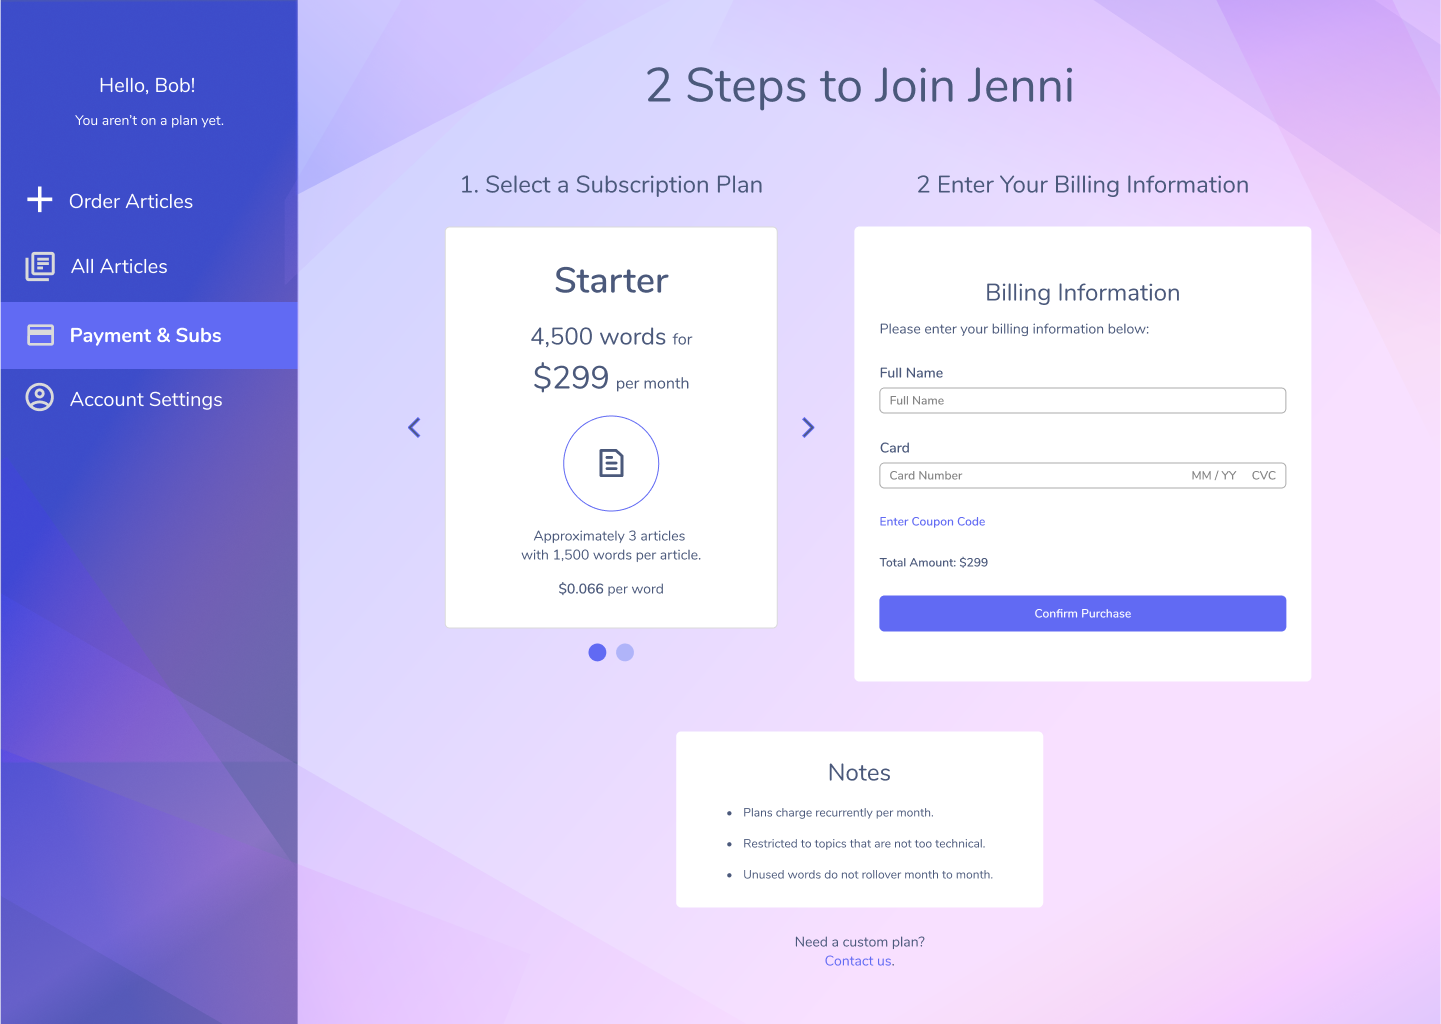 Hello, Bob!
You aren't on a plan yet.
Order Articles
All Articles
Payment & Subs
Account Settings
2 Steps to Join Jenni
1. Select a Subscription Plan
Starter
4,500 words for
$299 per month
Approximately 3 articles
with 1,500 words per article.
$0.066 per word
2 Enter Your Billing Information
Billing Information
Please enter your billing information below:
Full Name
Full Name
Card
Card Number MM / YY CVC
Enter Coupon Code
Total Amount: $299
Confirm Purchase
Notes
• Plans charge recurrently per month.
• Restricted to topics that are not too technical.
• Unused words do not rollover month to month.
Need a custom plan?
Contact us.